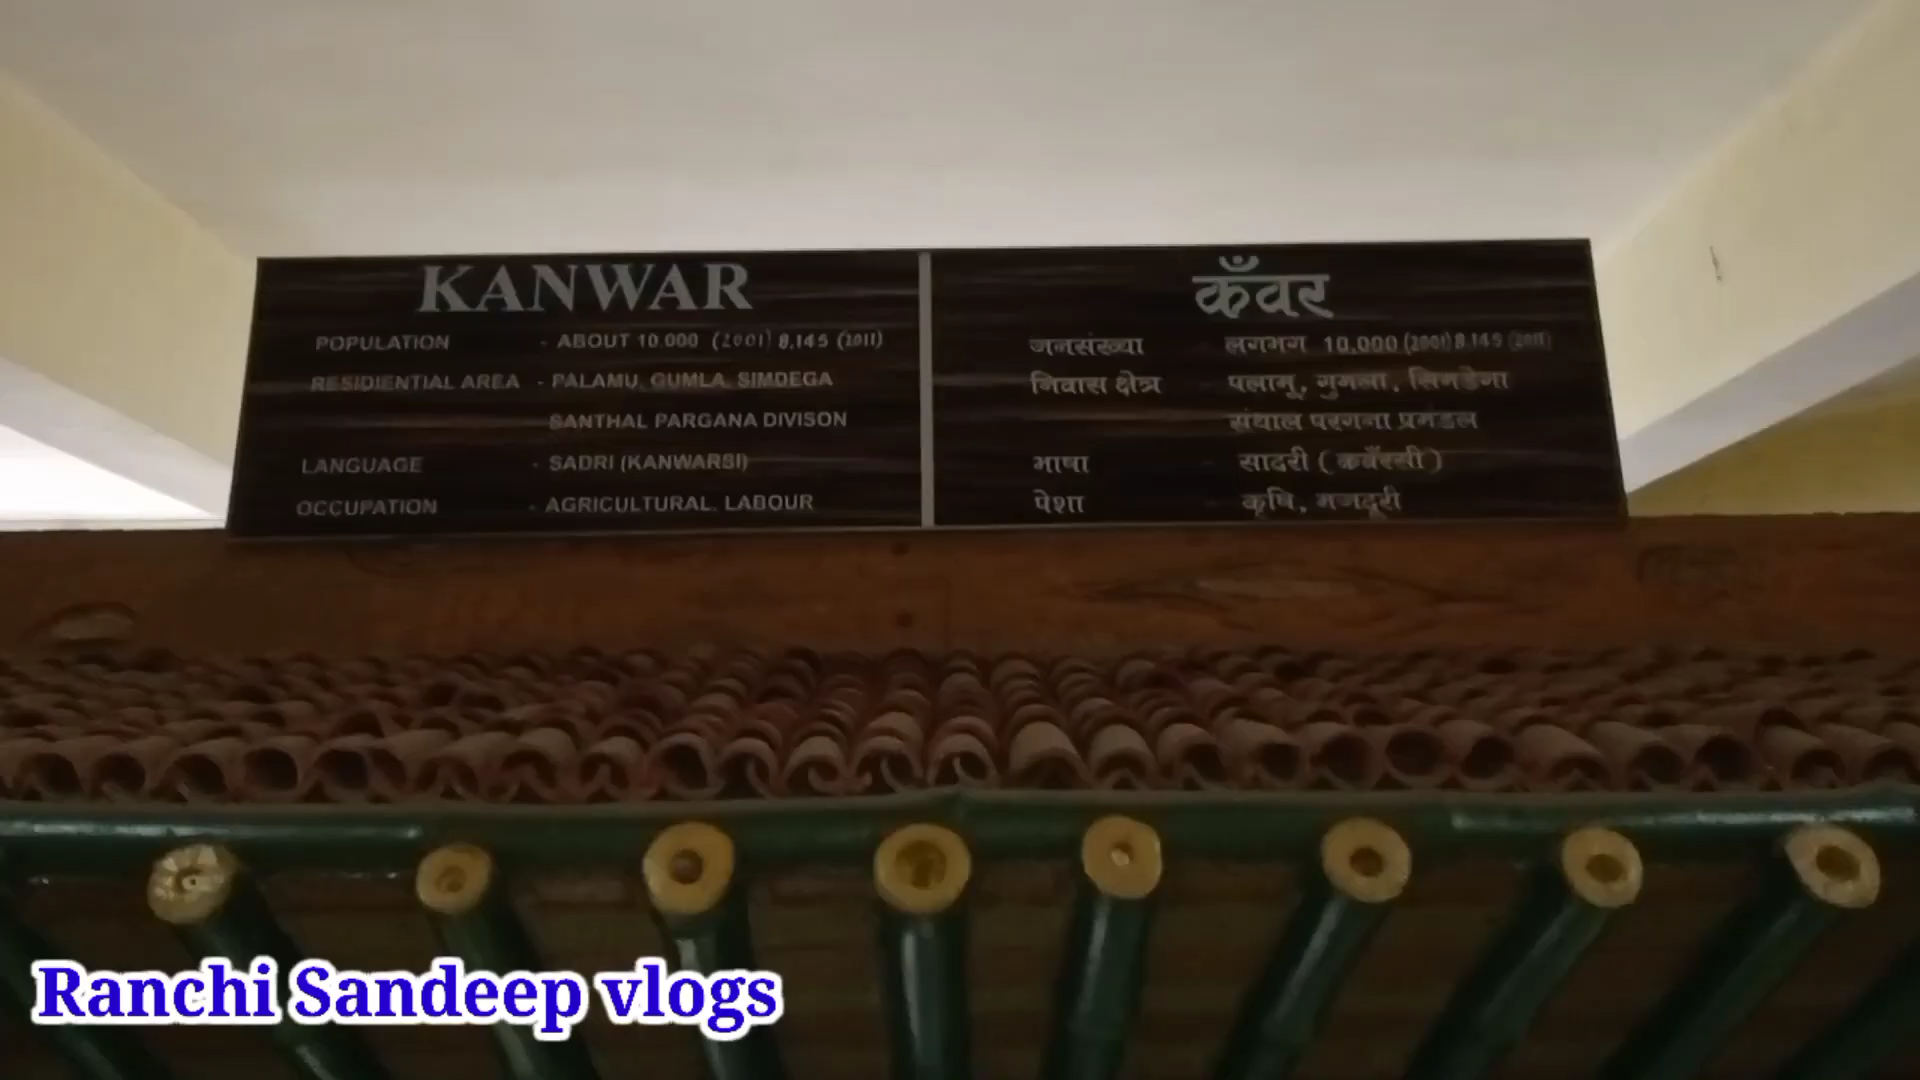 KANWAR
POPULATION - ABOUT 10.000 (2001) 8,145 (2011)
RESIDIENTIAL AREA - PALAMU, GUMLA, SIMDEGA
SANTHAL PARGANA DIVISON
LANGUAGE - SADRI (KANWARSI)
OCCUPATION - AGRICULTURAL. LABOUR
कँवर
जनसंख्या लगभग 10,000 (2001) 8,145 (2011)
निवास क्षेत्र पलामू, गुमला, सिमडेगा
संथाल परगना प्रमंडल
भाषा - सादरी (कवँरसी)
पेशा - कृषि, मजदूरी
Ranchi Sandeep vlogs